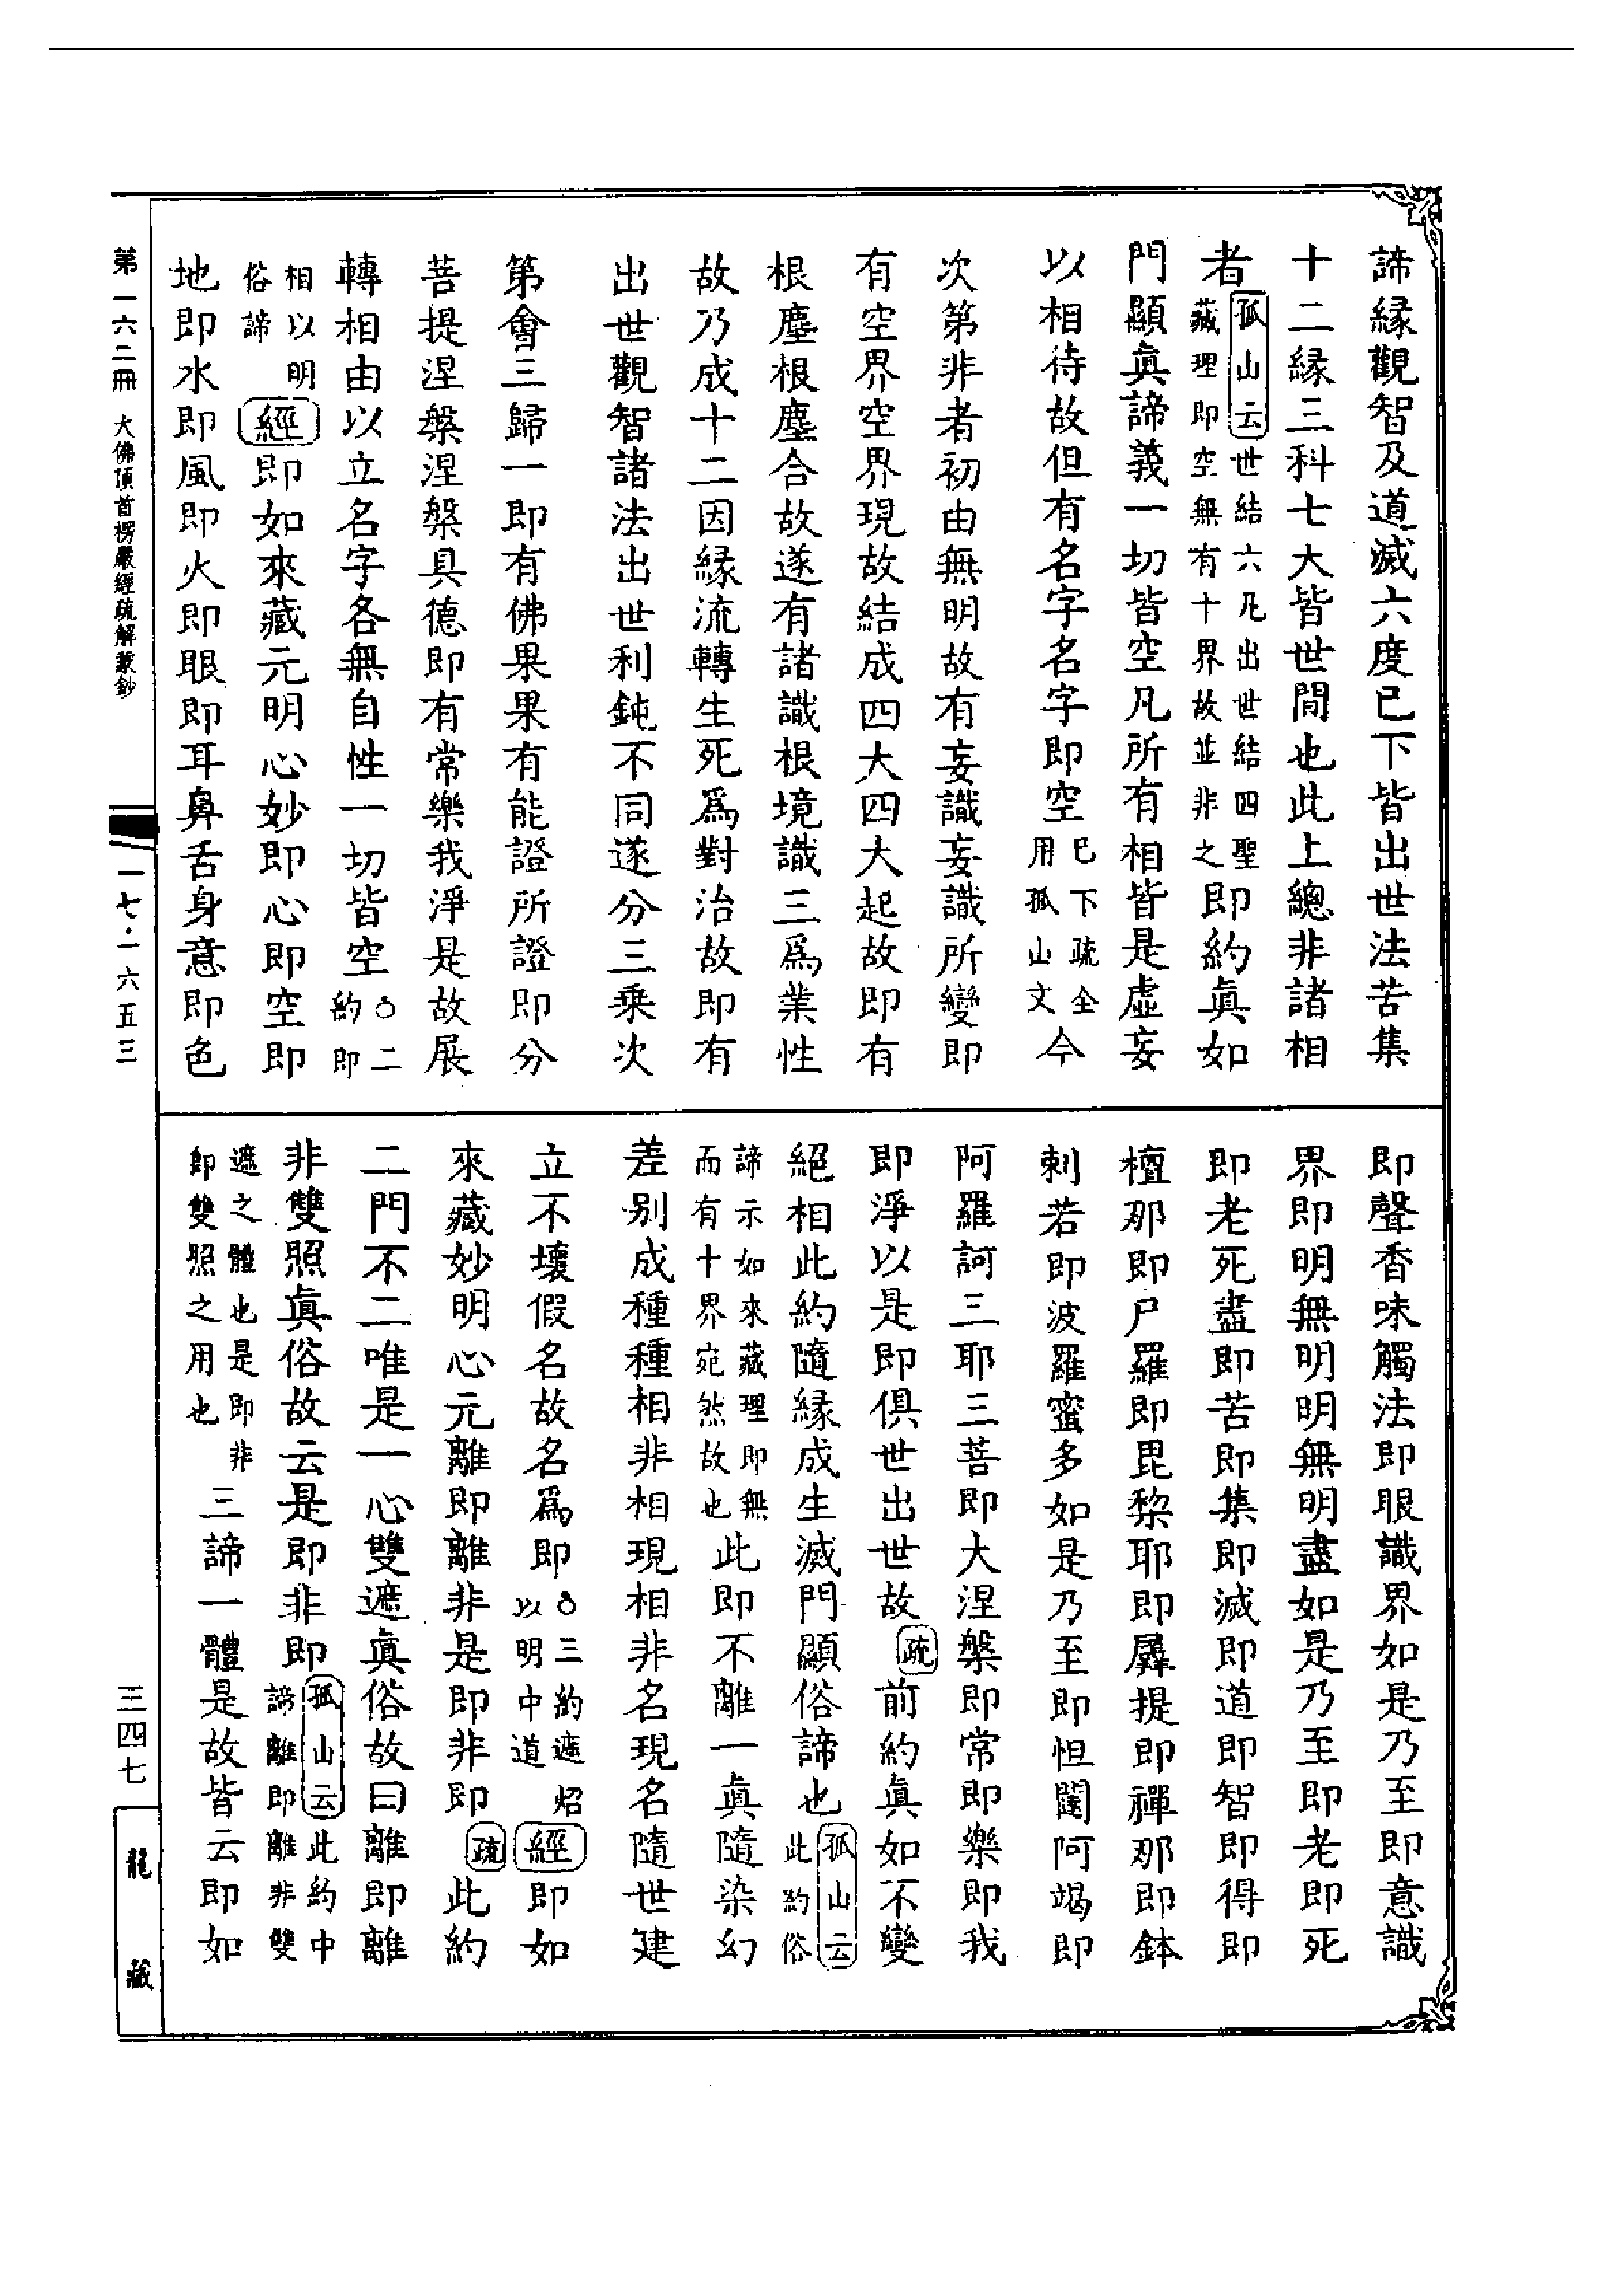 諦縁觀智及道滅六度已下皆出世法苦集
十二縁三科七大皆世間也此上總非諸相
者孤山云世結六凡出世結四聖藏理即空無有十界故並非之即約眞如
門顯眞諦義一切皆空凡所有相皆是虛妄
以相待故但有名字名字即空已下疏全用孤山文今
次第非者初由無明故有妄識妄識所變即
有空界空界現故結成四大四大起故即有
根塵根塵合故遂有諸識根境識三爲業性
故乃成十二因縁流轉生死爲對治故即有
出世觀智諸法出世利鈍不同遂分三乘次
第會三歸一即有佛果果有能證所證即分
菩提涅槃涅槃具德即有常樂我淨是故展
轉相由以立名字各無自性一切皆空○二約即
相以明俗諦經即如來藏元明心妙即心即空即
地即水即風即火即眼即耳鼻舌身意即色
即聲香味觸法即眼識界如是乃至即意識
界即明無明明無明盡如是乃至即老即死
即老死盡即苦即集即滅即道即智即得即
檀那即尸羅即毘棃耶即羼提即禪那即鉢
剌若即波羅蜜多如是乃至即怛闥阿竭即
阿羅訶三耶三菩即大涅槃即常即樂即我
即淨以是即俱世出世故疏前約眞如不變
絕相此約隨縁成生滅門顯俗諦也孤山云此約俗
諦示如來藏理即無而有十界宛然故也此即不離一眞隨染幻
差别成種種相非相現相非名現名隨世建
立不壞假名故名爲即○三約遮炤以明中道經即如
來藏妙明心元離即離非是即非即疏此約
二門不二唯是一心雙遮眞俗故曰離即離
非雙照眞俗故云是即非即孤山云此約中諦離即離非雙
遮之體也是即非即雙照之用也三諦一體是故皆云即如
第一六二冊 大佛頂首楞嚴經疏解蒙鈔
一七·一六五三
三四七
龍藏